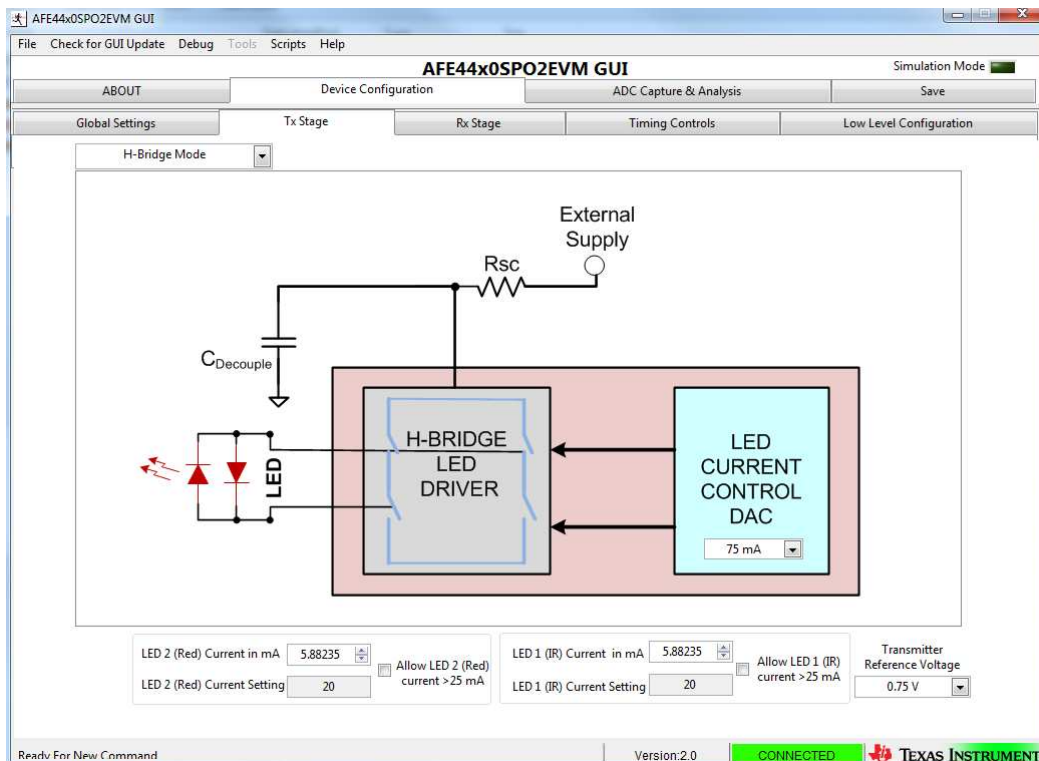 AFE44x0SPO2EVM GUI
File Check for GUI Update Debug Tools Scripts Help
AFE44x0SPO2EVM GUI
Simulation Mode
ABOUT Device Configuration ADC Capture & Analysis Save
Global Settings Tx Stage Rx Stage Timing Controls Low Level Configuration
H-Bridge Mode
External
Supply
Rsc
CDecouple
LED
H-BRIDGE
LED
DRIVER
LED
CURRENT
CONTROL
DAC
75 mA
LED 2 (Red) Current in mA 5.88235
LED 2 (Red) Current Setting 20
Allow LED 2 (Red)
current >25 mA
LED 1 (IR) Current in mA 5.88235
LED 1 (IR) Current Setting 20
Allow LED 1 (IR)
current >25 mA
Transmitter
Reference Voltage
0.75 V
Ready For New Command Version:2.0 CONNECTED TEXAS INSTRUMENT